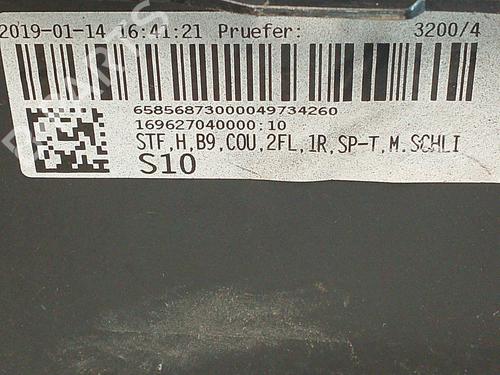 2019-01-14 16:41:21 Pruefer: 3200/4
65856873000049734260
169627040000:10
STF,H,B9,COU,2FL,1R,SP-T,M.SCHLI
S10